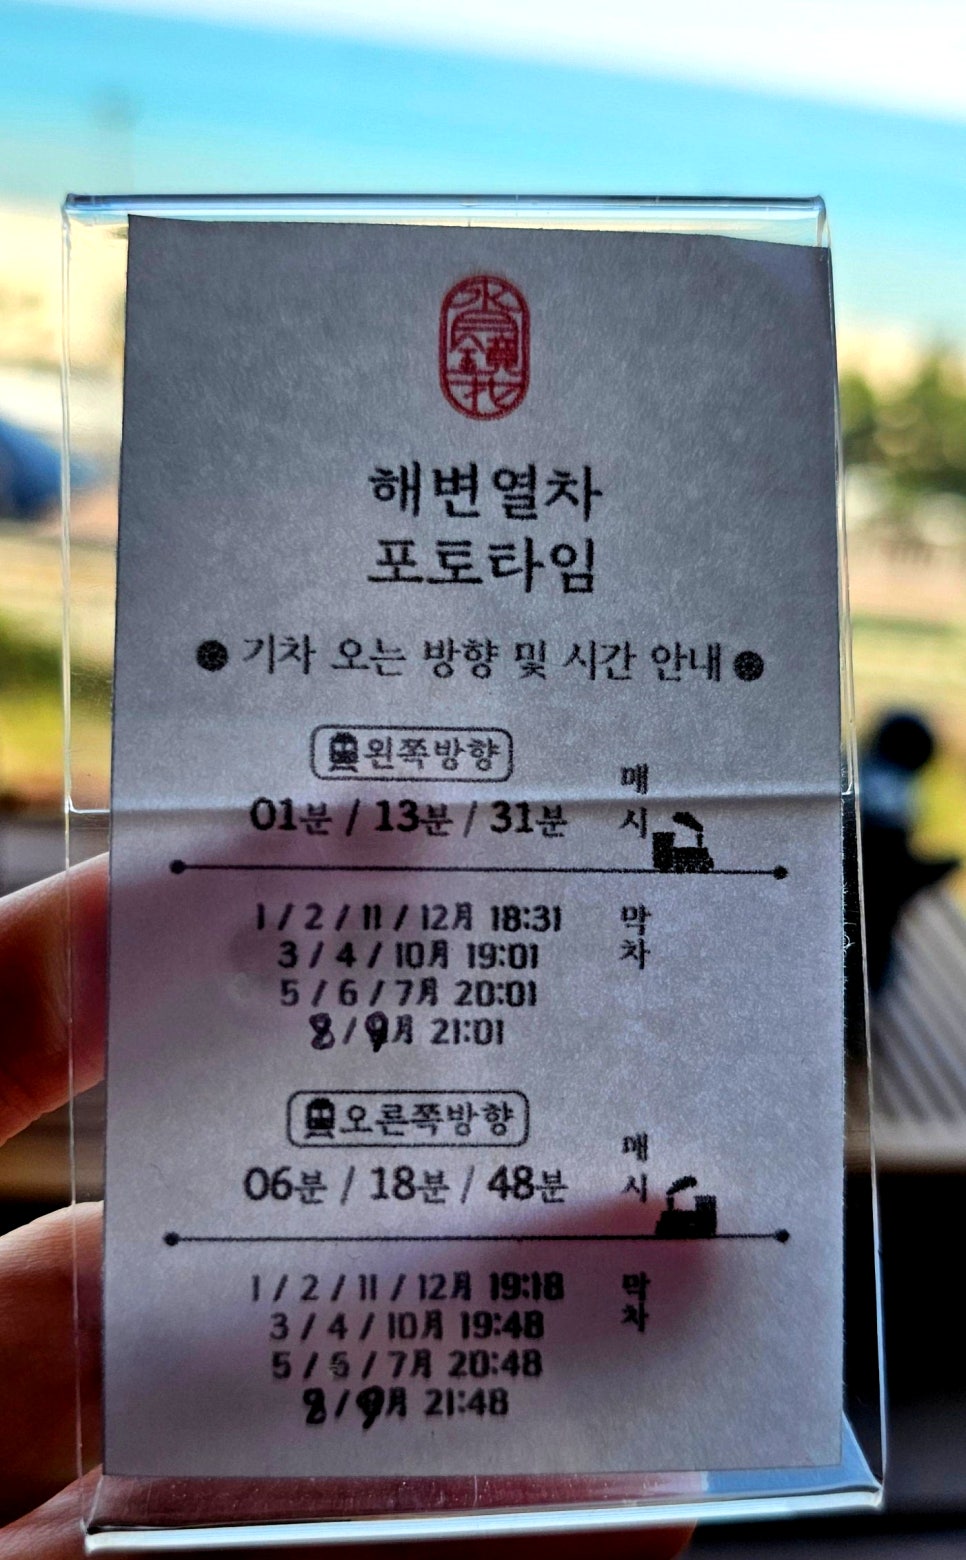 해변열차
포토타임
● 기차 오는 방향 및 시간 안내 ●
왼쪽방향
매시
01분 / 13분 / 31분
1 / 2 / 11 / 12月 18:31 막차
3 / 4 / 10月 19:01
5 / 6 / 7月 20:01
8 / 9月 21:01
오른쪽방향
매시
06분 / 18분 / 48분
1 / 2 / 11 / 12月 19:18 막차
3 / 4 / 10月 19:48
5 / 6 / 7月 20:48
8 / 9月 21:48